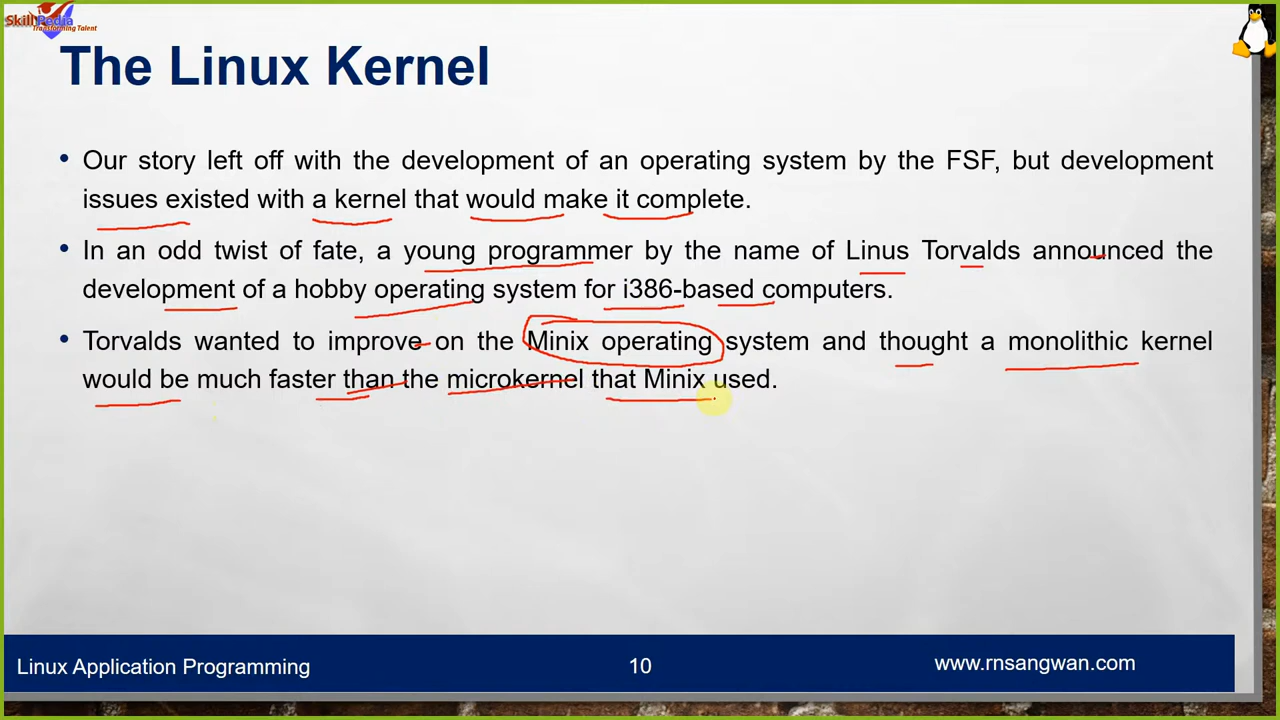 Skill Pedia
Transforming Talent
The Linux Kernel
• Our story left off with the development of an operating system by the FSF, but development
issues existed with a kernel that would make it complete.
• In an odd twist of fate, a young programmer by the name of Linus Torvalds announced the
development of a hobby operating system for i386-based computers.
• Torvalds wanted to improve on the Minix operating system and thought a monolithic kernel
would be much faster than the microkernel that Minix used.
Linux Application Programming
10
www.rnsangwan.com